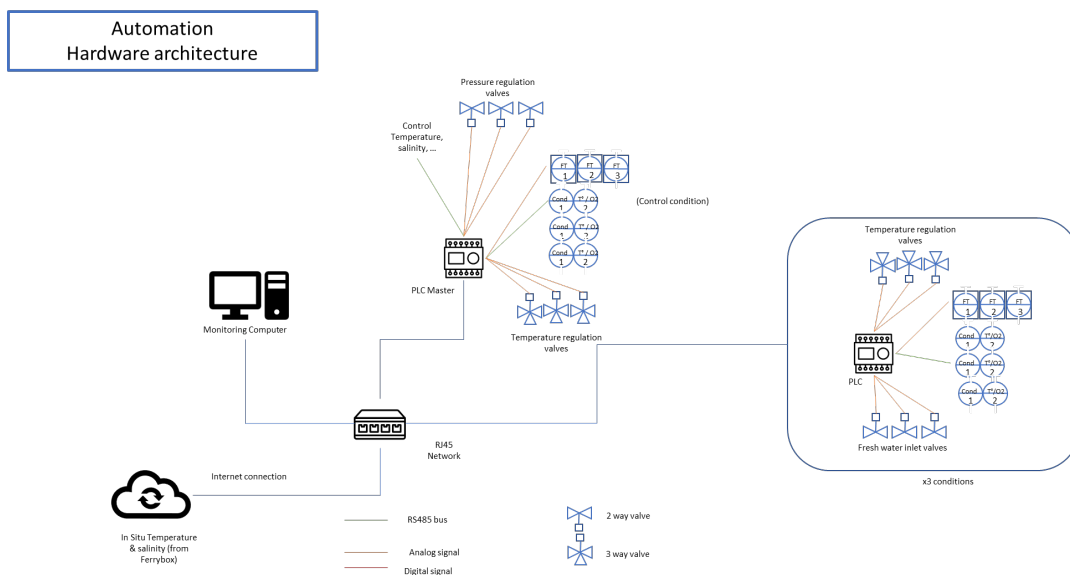 Automation
Hardware architecture
Pressure regulation
valves
Control
Temperature,
salinity, ...
FT
1
FT
2
FT
3
Cond
1
T°/O2
2
Cond
1
T°/O2
2
Cond
1
T°/O2
2
(Control condition)
PLC Master
Temperature regulation
valves
Monitoring Computer
RJ45
Network
Internet connection
In Situ Temperature
& salinity (from
Ferrybox)
RS485 bus
Analog signal
Digital signal
2 way valve
3 way valve
Temperature regulation
valves
FT
1
FT
2
FT
3
Cond
1
T°/O2
2
Cond
1
T°/O2
2
Cond
1
T°/O2
2
PLC
Fresh water inlet valves
x3 conditions